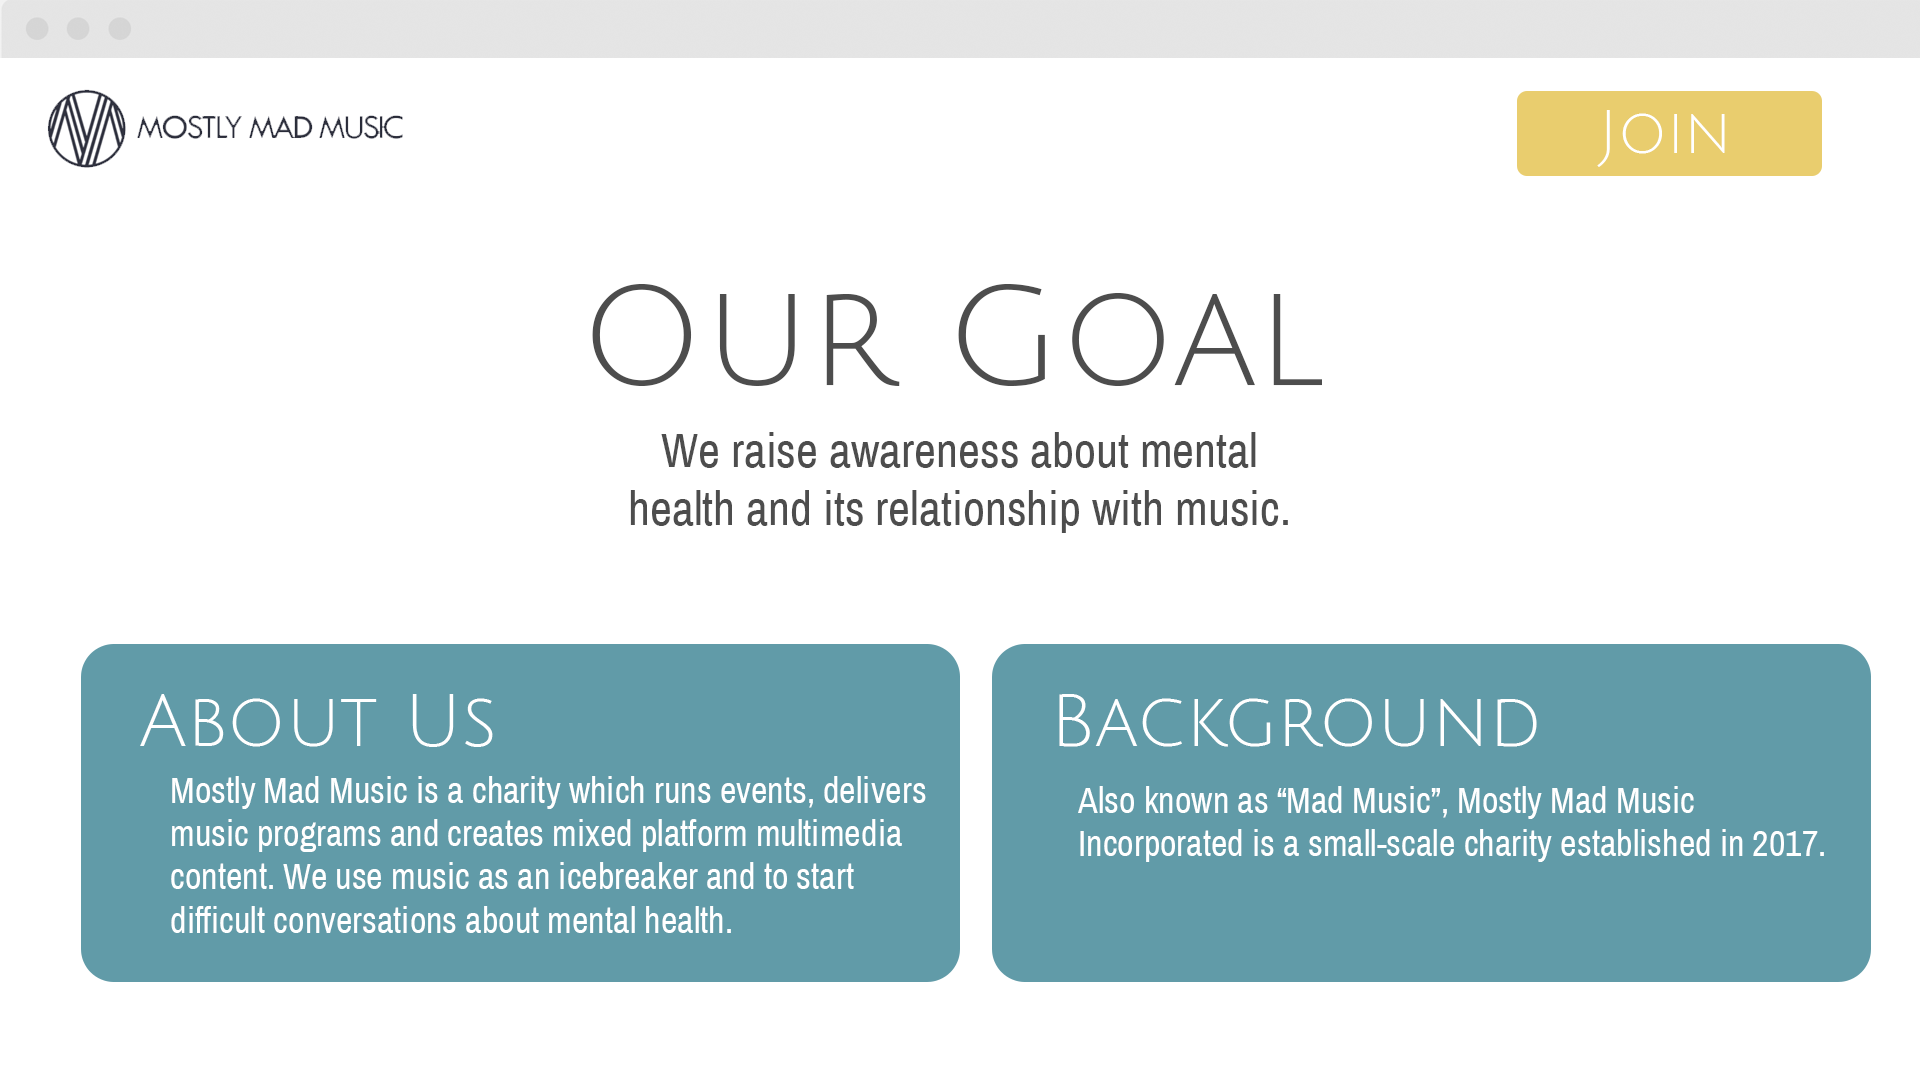 MOSTLY MAD MUSIC
JOIN
OUR GOAL
We raise awareness about mental
health and its relationship with music.
ABOUT US
Mostly Mad Music is a charity which runs events, delivers
music programs and creates mixed platform multimedia
content. We use music as an icebreaker and to start
difficult conversations about mental health.
BACKGROUND
Also known as “Mad Music”, Mostly Mad Music
Incorporated is a small-scale charity established in 2017.